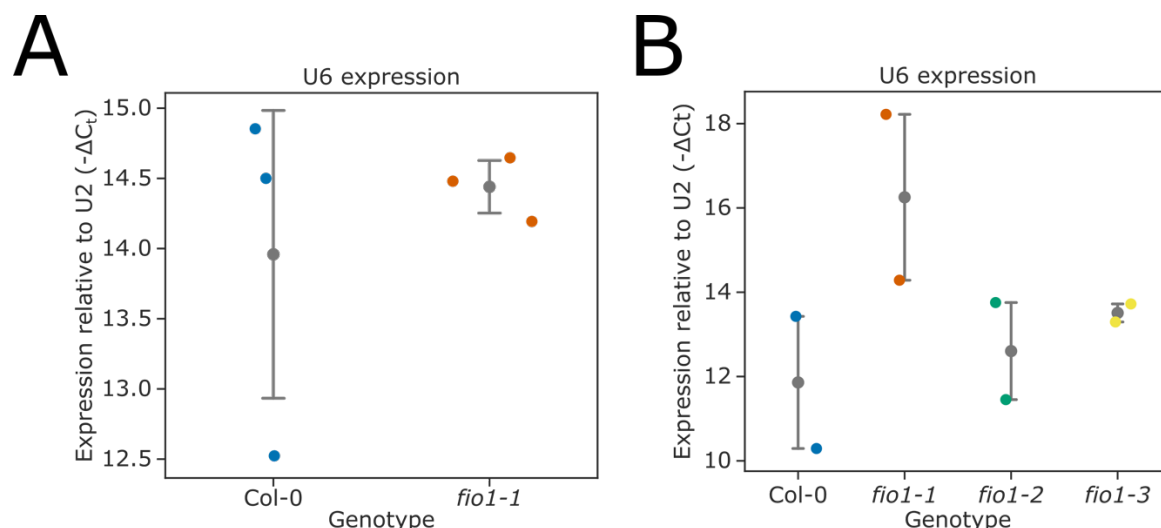 A
U6 expression
Expression relative to U2 (-ΔCₜ)
15.0
14.5
14.0
13.5
13.0
12.5
Col-0
fio1-1
Genotype
B
U6 expression
Expression relative to U2 (-ΔCt)
18
16
14
12
10
Col-0
fio1-1
fio1-2
fio1-3
Genotype